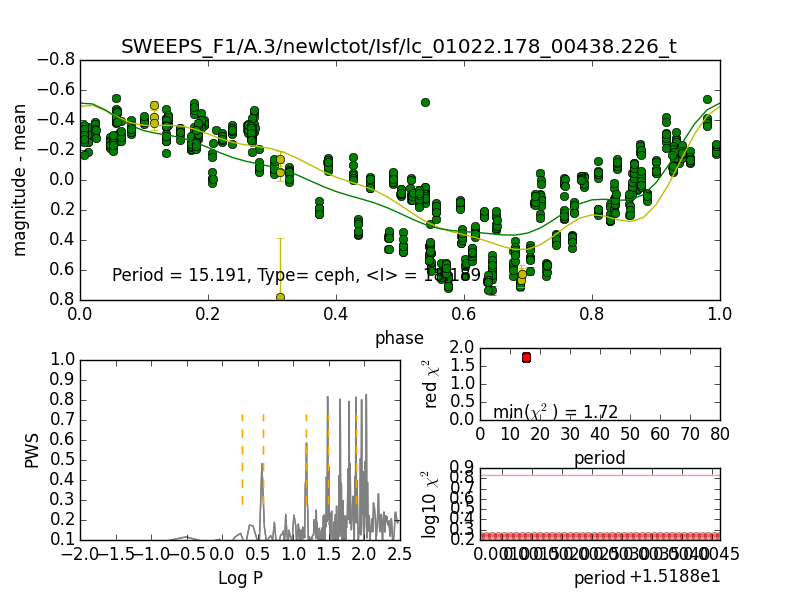 SWEEPS_F1/A.3/newlctot/Isf/lc_01022.178_00438.226_t
−0.8
−0.6
−0.4
−0.2
0.0
0.2
0.4
0.6
0.8
magnitude - mean
Period = 15.191, Type= ceph, <I> =
0.0 0.2 0.4 0.6 0.8 1.0
phase
1.0
0.9
0.8
0.7
0.6
0.5
0.4
0.3
0.2
0.1
PWS
−2.0 −1.5 −1.0 −0.5 0.0 0.5 1.0 1.5 2.0 2.5
Log P
2.0
1.5
1.0
0.5
0.0
red χ²
min(χ² ) = 1.72
0 10 20 30 40 50 60 70 80
period
0.9
0.8
0.7
0.6
0.5
0.4
0.3
0.2
log10 χ²
period
+1.5188e1